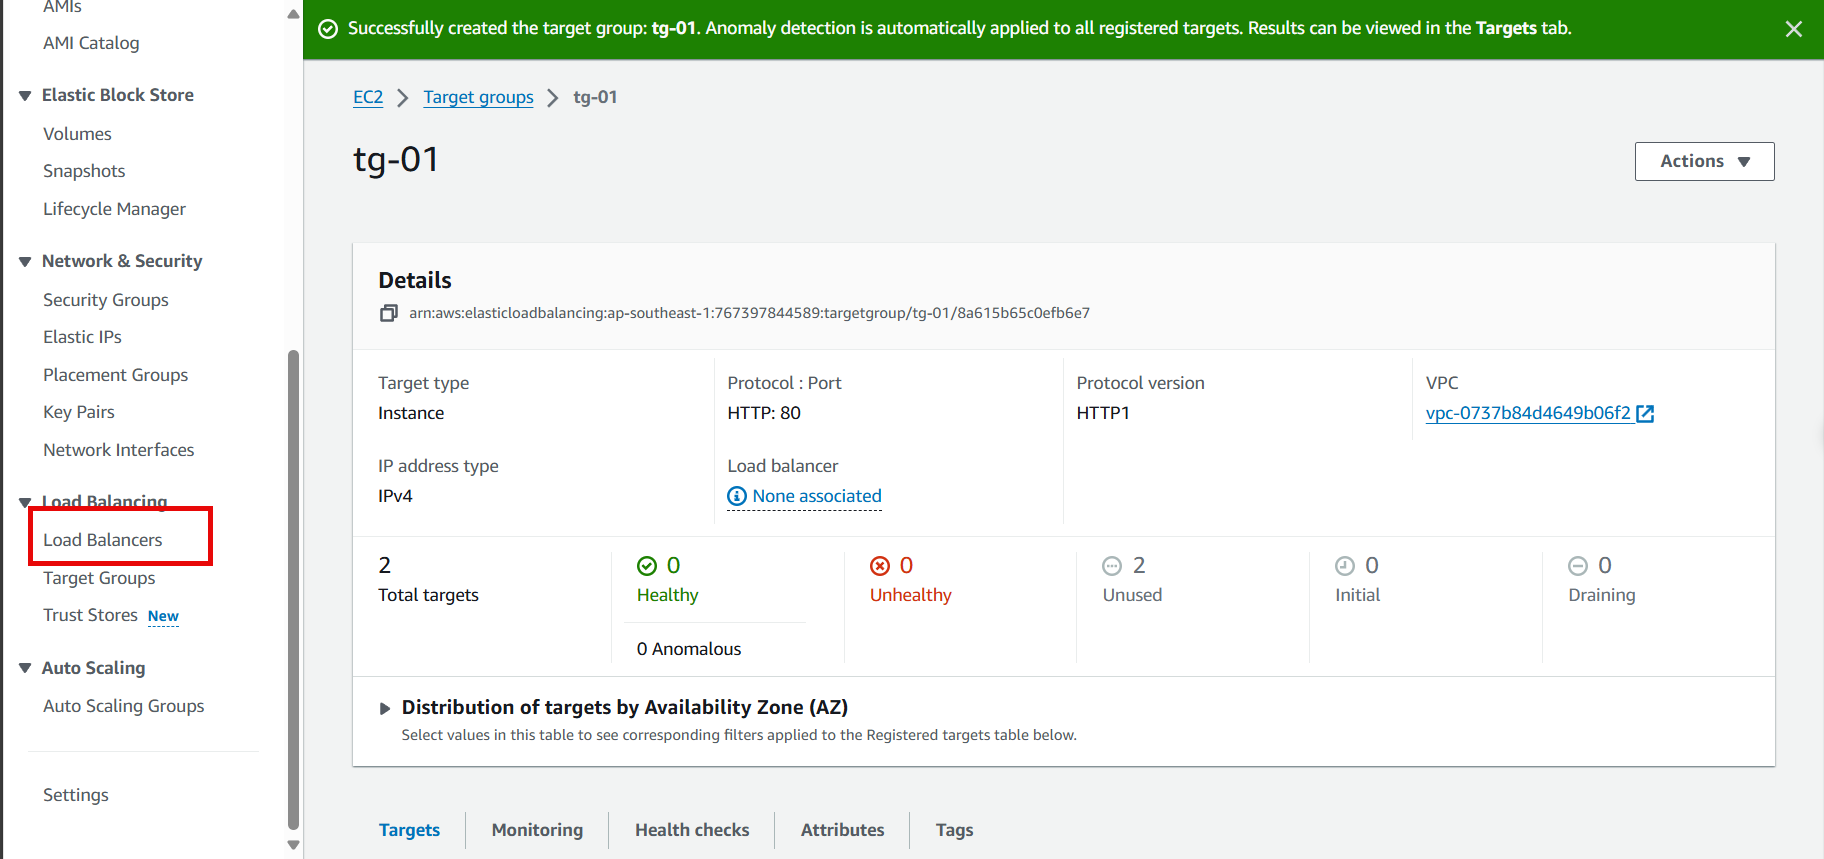 AMIs
AMI Catalog
Elastic Block Store
Volumes
Snapshots
Lifecycle Manager
Network & Security
Security Groups
Elastic IPs
Placement Groups
Key Pairs
Network Interfaces
Load Balancing
Load Balancers
Target Groups
Trust Stores New
Auto Scaling
Auto Scaling Groups
Settings
Successfully created the target group: tg-01. Anomaly detection is automatically applied to all registered targets. Results can be viewed in the Targets tab.
EC2 > Target groups > tg-01
tg-01
Actions
Details
arn:aws:elasticloadbalancing:ap-southeast-1:767397844589:targetgroup/tg-01/8a615b65c0efb6e7
Target type
Instance
Protocol : Port
HTTP: 80
Protocol version
HTTP1
VPC
vpc-0737b84d4649b06f2
IP address type
IPv4
Load balancer
None associated
2
Total targets
0
Healthy
0 Anomalous
0
Unhealthy
2
Unused
0
Initial
0
Draining
Distribution of targets by Availability Zone (AZ)
Select values in this table to see corresponding filters applied to the Registered targets table below.
Targets
Monitoring
Health checks
Attributes
Tags